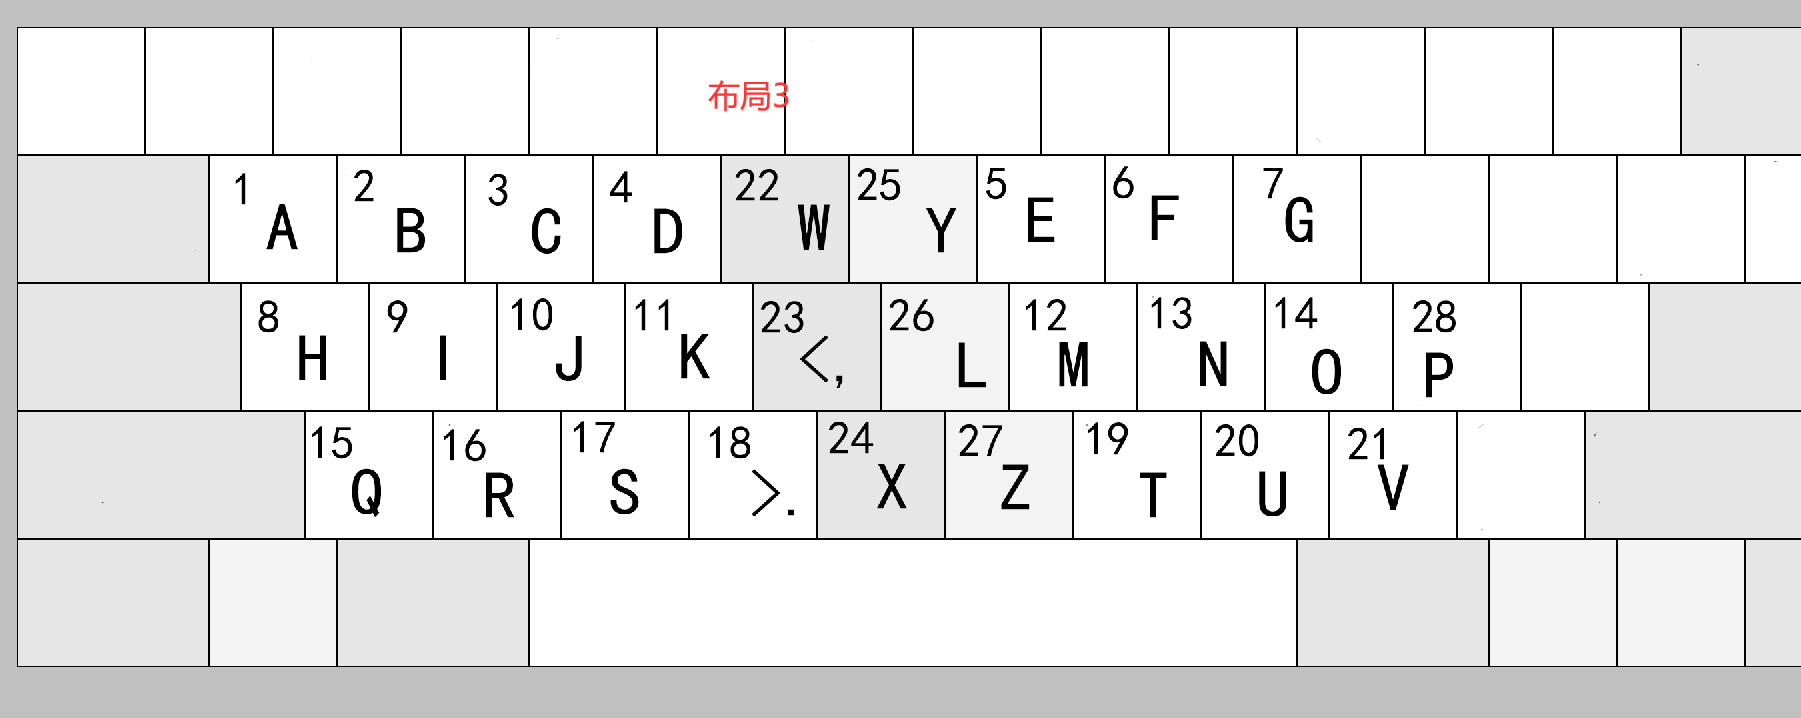 布局3
1 A 2 B 3 C 4 D 22 W 25 Y 5 E 6 F 7 G
8 H 9 I 10 J 11 K 23 <, 26 L 12 M 13 N 14 O 28 P
15 Q 16 R 17 S 18 >. 24 X 27 Z 19 T 20 U 21 V